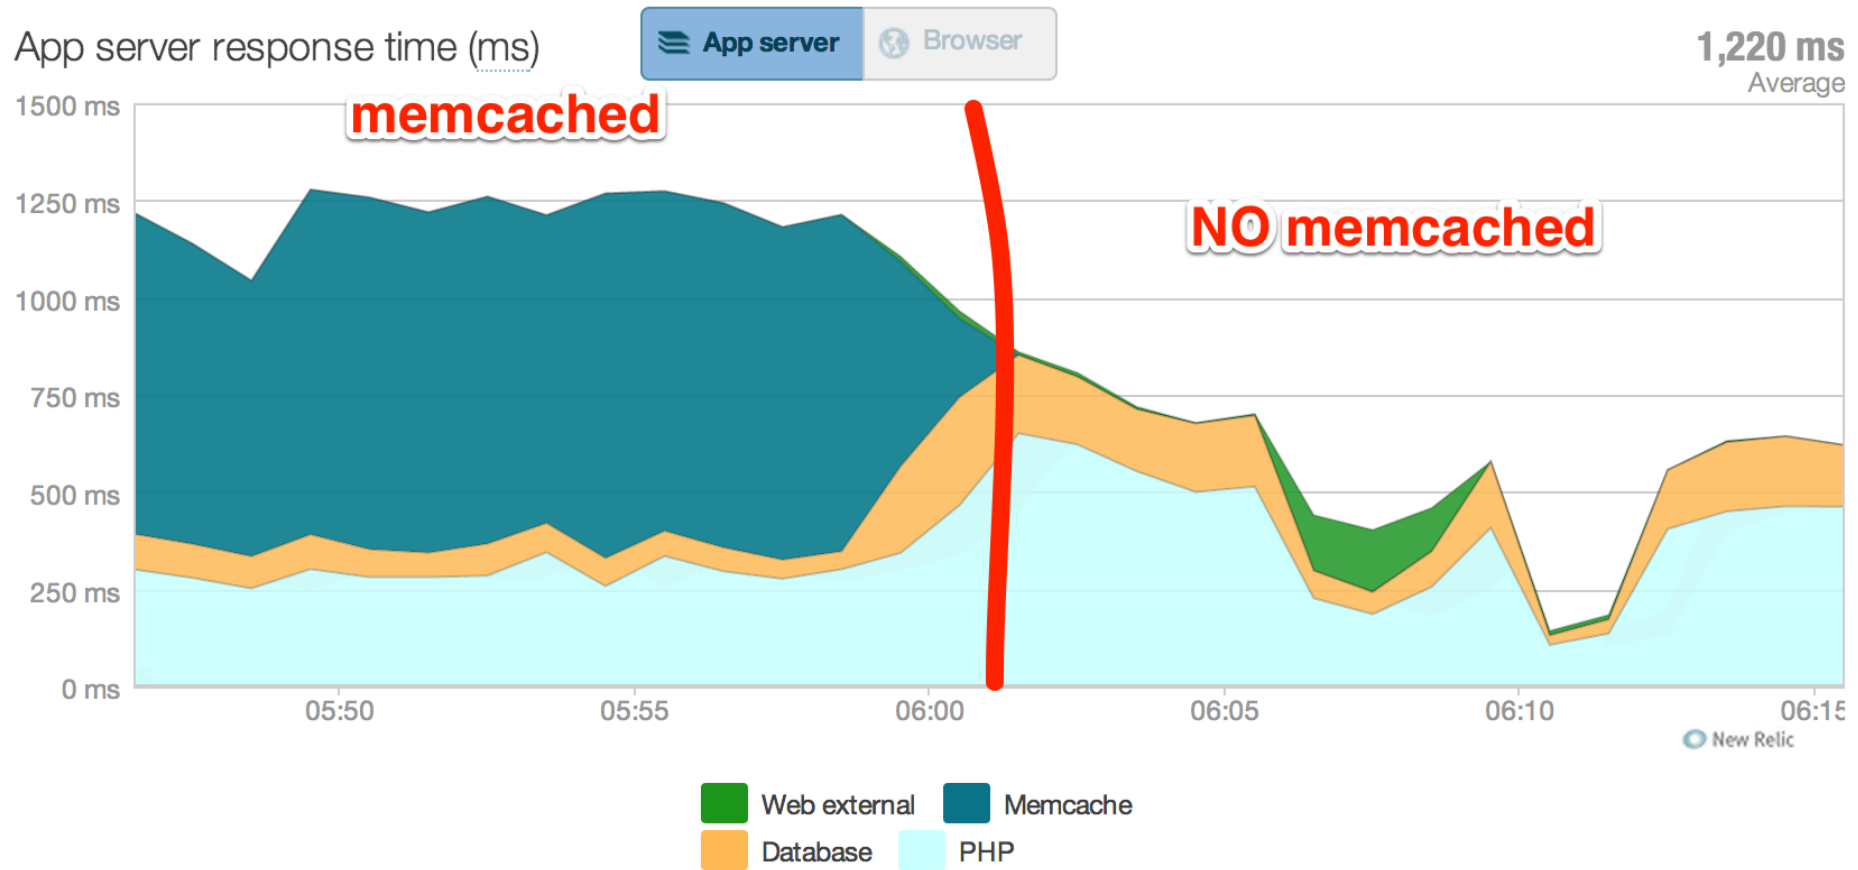 App server response time (ms)
App server
Browser
1,220 ms
Average
1500 ms
memcached
1250 ms
NO memcached
1000 ms
750 ms
500 ms
250 ms
0 ms
05:50
05:55
06:00
06:05
06:10
06:15
New Relic
Web external
Memcache
Database
PHP